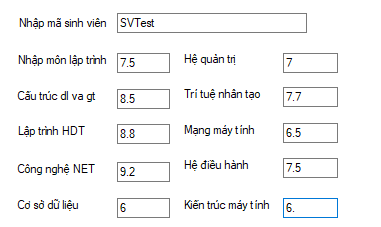 Nhập mã sinh viên SVTest
Nhập môn lập trình 7.5 Hệ quản trị 7
Cấu trúc dl va gt 8.5 Trí tuệ nhân tạo 7.7
Lập trình HDT 8.8 Mạng máy tính 6.5
Công nghệ NET 9.2 Hệ điều hành 7.5
Cơ sở dữ liệu 6 Kiến trúc máy tính 6.